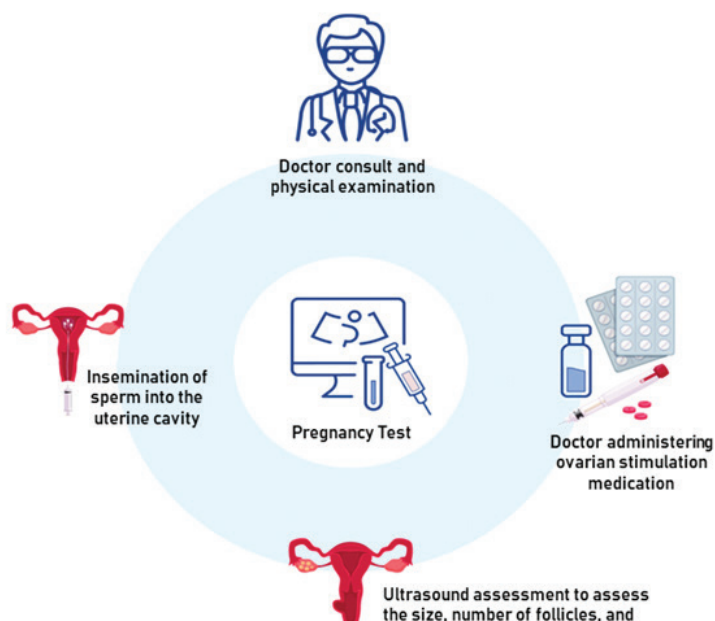 Doctor consult and
physical examination
Insemination of
sperm into the
uterine cavity
Pregnancy Test
Doctor administering
ovarian stimulation
medication
Ultrasound assessment to assess
the size, number of follicles, and